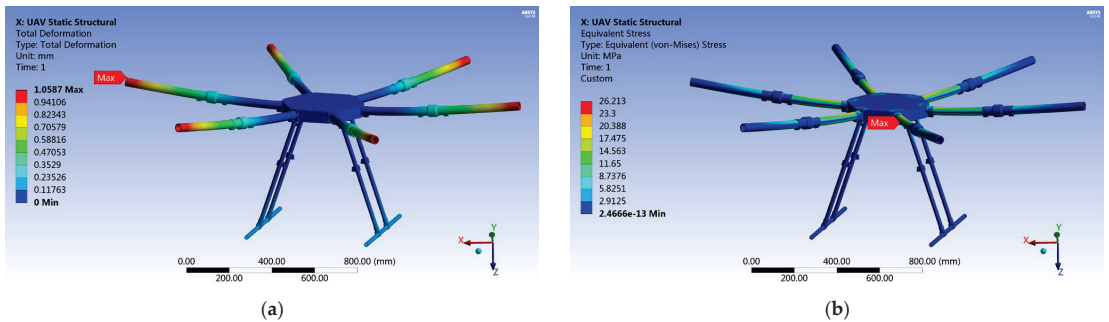 ANSYS
X: UAV Static Structural
Total Deformation
Type: Total Deformation
Unit: mm
Time: 1
Max
1.0587 Max
0.94106
0.82343
0.70579
0.58816
0.47053
0.3529
0.23526
0.11763
0 Min
Y
X
Z
0.00 400.00 800.00 (mm)
200.00 600.00
(a)
ANSYS
X: UAV Static Structural
Equivalent Stress
Type: Equivalent (von-Mises) Stress
Unit: MPa
Time: 1
Custom
26.213
23.3
20.388
17.475
14.563
11.65
8.7376
5.8251
2.9125
2.4666e-13 Min
Max
Y
X
Z
0.00 400.00 800.00 (mm)
200.00 600.00
(b)